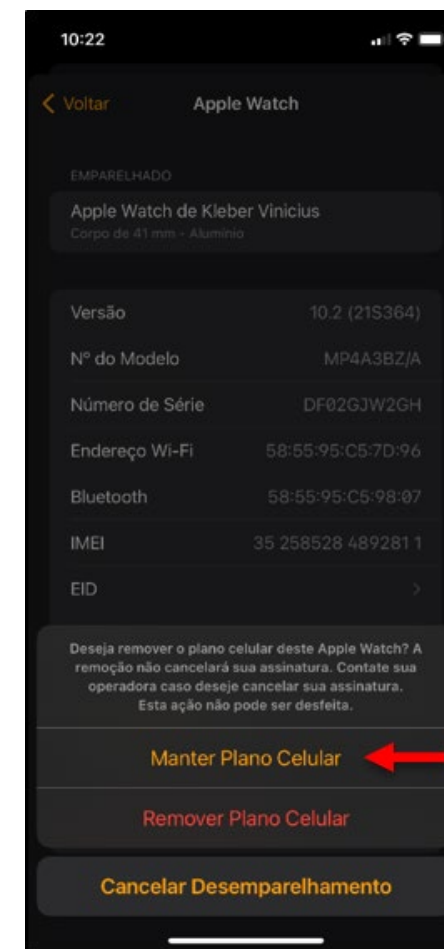 10:22
Voltar Apple Watch
EMPARELHADO
Apple Watch de Kleber Vinicius
Corpo de 41 mm - Alumínio
Versão 10.2 (21S364)
Nº do Modelo MP4A3BZ/A
Número de Série DF02GJW2GH
Endereço Wi-Fi 58:55:95:C5:7D:96
Bluetooth 58:55:95:C5:98:07
IMEI 35 258528 489281 1
EID
Deseja remover o plano celular deste Apple Watch? A
remoção não cancelará sua assinatura. Contate sua
operadora caso deseje cancelar sua assinatura.
Esta ação não pode ser desfeita.
Manter Plano Celular
Remover Plano Celular
Cancelar Desemparelhamento